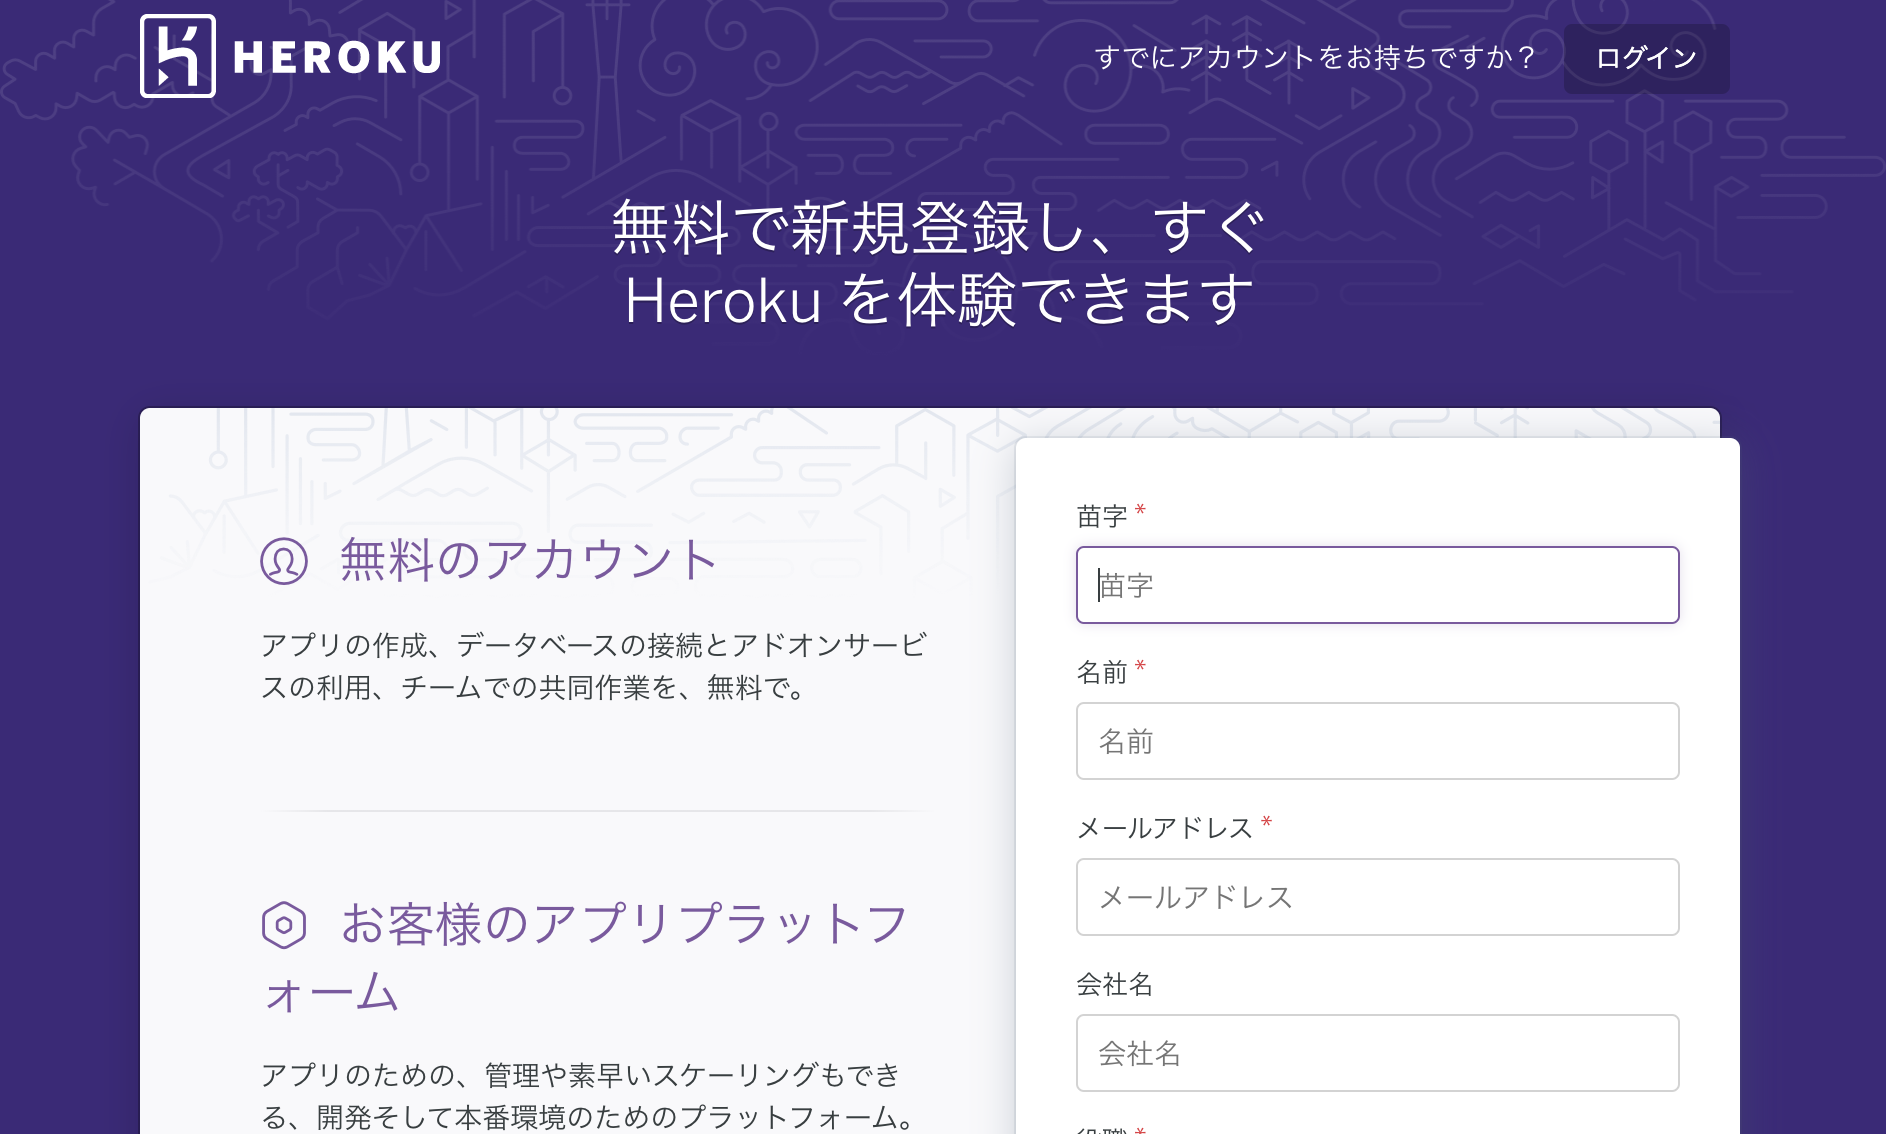 HEROKU
すでにアカウントをお持ちですか？
ログイン
無料で新規登録し、すぐ
Heroku を体験できます
無料のアカウント
アプリの作成、データベースの接続とアドオンサービ
スの利用、チームでの共同作業を、無料で。
お客様のアプリプラットフ
ォーム
アプリのための、管理や素早いスケーリングもでき
る、開発そして本番環境のためのプラットフォーム。
苗字 *
苗字
名前 *
名前
メールアドレス *
メールアドレス
会社名
会社名